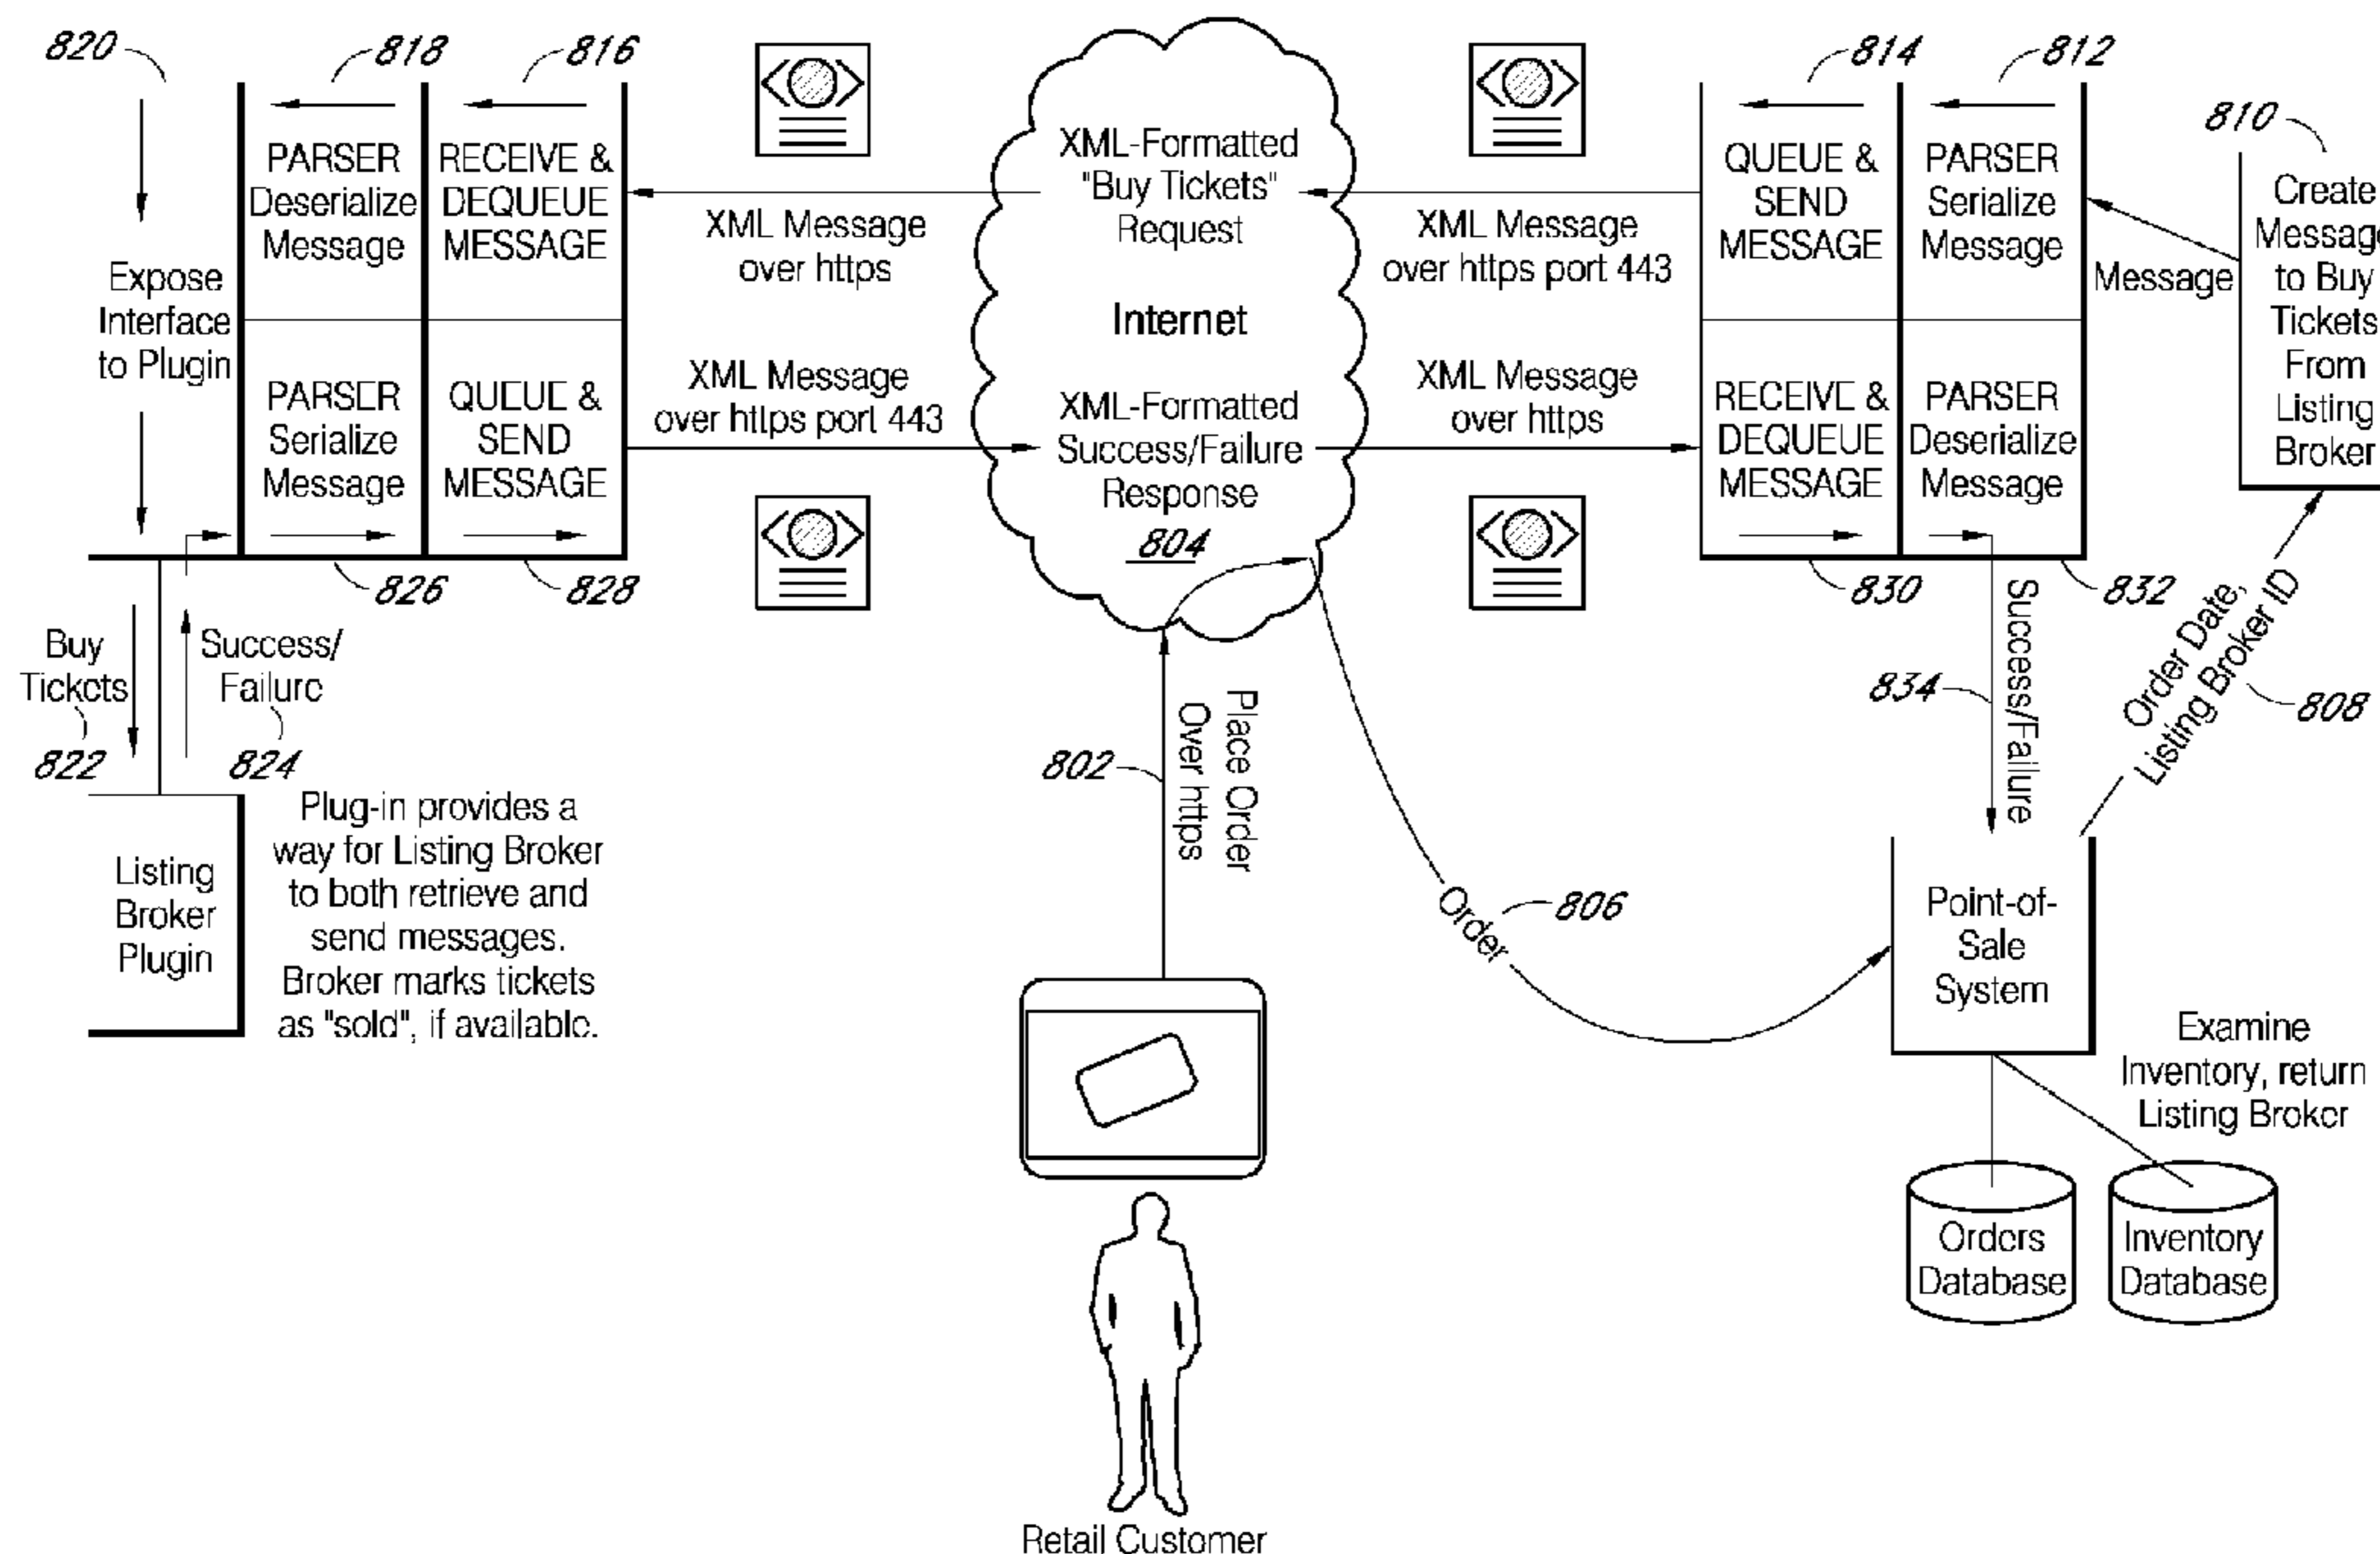 820
818
816
814
812
810
PARSER
Deserialize
Message
RECEIVE &
DEQUEUE
MESSAGE
XML Message
over https
XML-Formatted
"Buy Tickets"
Request
Internet
XML Message
over https port 443
QUEUE &
SEND
MESSAGE
PARSER
Serialize
Message
Message
Create
Message
to Buy
Tickets
From
Listing
Broker
Expose
Interface
to Plugin
PARSER
Serialize
Message
QUEUE &
SEND
MESSAGE
XML Message
over https port 443
XML-Formatted
Success/Failure
Response
804
XML Message
over https
RECEIVE &
DEQUEUE
MESSAGE
PARSER
Deserialize
Message
826
828
830
832
Buy
Tickets
822
Success/
Failure
824
Place Order
Over https
802
Order
806
Success/Failure
834
Order Date,
Listing Broker ID
808
Listing
Broker
Plugin
Plug-in provides a
way for Listing Broker
to both retrieve and
send messages.
Broker marks tickets
as "sold", if available.
Point-of-
Sale
System
Examine
Inventory, return
Listing Broker
Orders
Database
Inventory
Database
Retail Customer